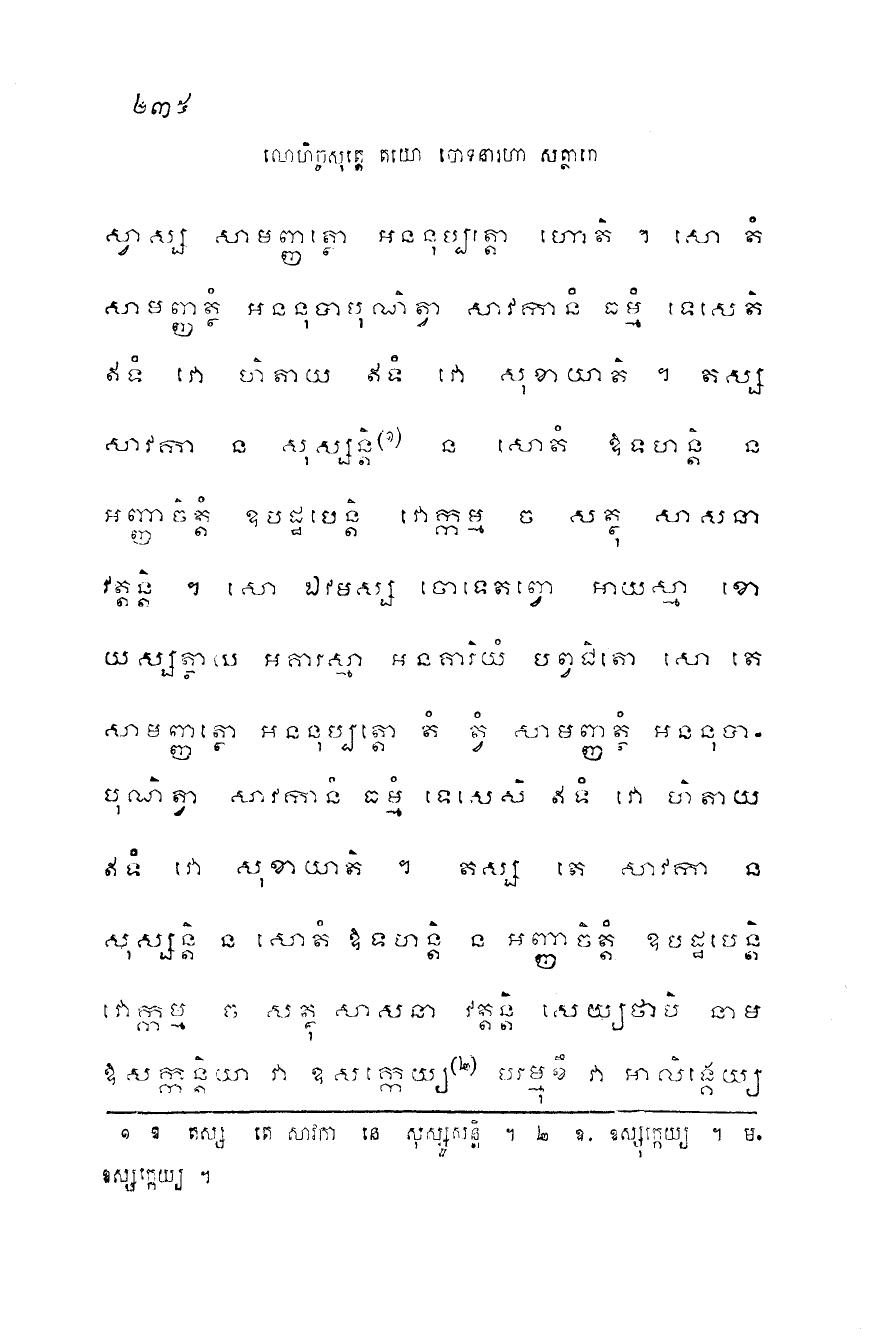 ២៣៩
លោហិច្ចសុត្តេ តយោ ចោទនារហា សត្ថារោ
ស្វាស្ស សាមញ្ញត្ថោ អននុប្បត្តោ ហោតិ ។ សោ តំ
សាមញ្ញត្ថំ អននុបាបុណិត្វា សាវកានំ ធម្មំ ទេសេតិ
ឥទំ វោ ហិតាយ ឥទំ វោ សុខាយាតិ ។ តស្ស
សាវកា ន សុស្សន្តិ(១) ន សោតំ ឱទហន្តិ ន
អញ្ញាចិត្តំ ឧបដ្ឋបេន្តិ វោក្កម្ម ច សត្ថុ សាសនា
វត្តន្តិ ។ សោ ឯវមស្ស ចោទេតព្វោ អាយស្មា ខោ
យស្សត្ថាយ អគារស្មា អនគារិយំ បព្វជិតោ សោ តេ
សាមញ្ញត្ថោ អននុប្បត្តោ តំ ត្វំ សាមញ្ញត្ថំ អននុបា-
បុណិត្វា សាវកានំ ធម្មំ ទេសេសិ ឥទំ វោ ហិតាយ
ឥទំ វោ សុខាយាតិ ។ តស្ស តេ សាវកា ន
សុស្សន្តិ ន សោតំ ឱទហន្តិ ន អញ្ញាចិត្តំ ឧបដ្ឋបេន្តិ
វោក្កម្ម ច សត្ថុ សាសនា វត្តន្តិ សេយ្យថាបិ នាម
ឱសក្កន្តិយា វា ឧសក្កេយ្យ(២) បរម្មុខឹ វា អាលិង្គេយ្យ
១ ឱ តស្ស តេ សាវកា នេ សុស្សូសន្តិ ។ ២ ឱ. ឧស្សុក្កេយ្យ ។ ម.
ឧស្សក្កេយ្យ ។